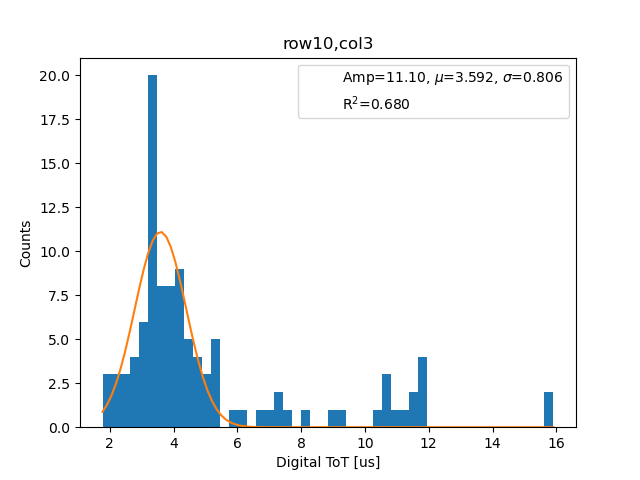 row10,col3
Amp=11.10, μ=3.592, σ=0.806
R²=0.680
20.0
17.5
15.0
12.5
10.0
7.5
5.0
2.5
0.0
Counts
2 4 6 8 10 12 14 16
Digital ToT [us]